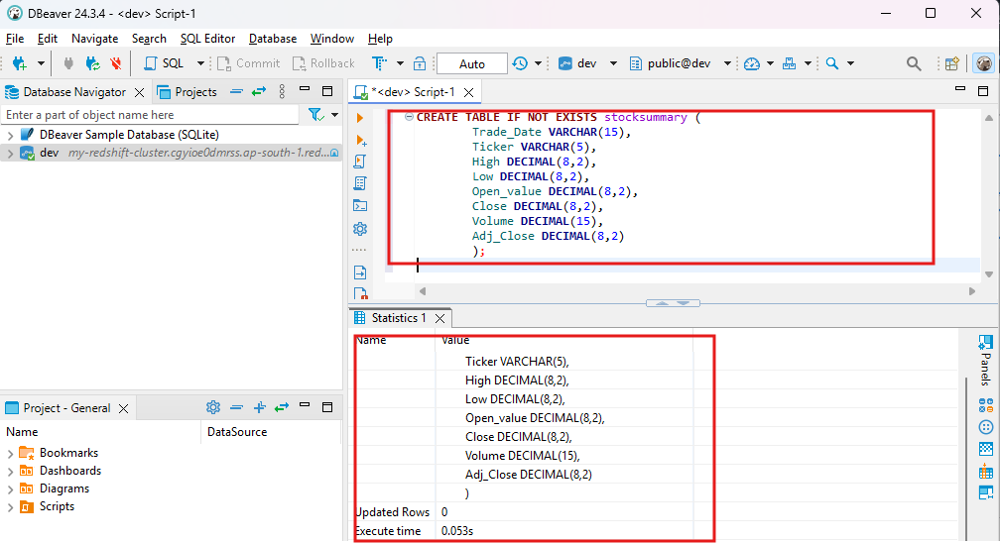 DBeaver 24.3.4 - <dev> Script-1
File Edit Navigate Search SQL Editor Database Window Help
SQL Commit Rollback Auto dev public@dev
Database Navigator Projects
Enter a part of object name here
DBeaver Sample Database (SQLite)
dev my-redshift-cluster.cgyioe0dmrss.ap-south-1.red...
*<dev> Script-1
CREATE TABLE IF NOT EXISTS stocksummary (
Trade_Date VARCHAR(15),
Ticker VARCHAR(5),
High DECIMAL(8,2),
Low DECIMAL(8,2),
Open_value DECIMAL(8,2),
Close DECIMAL(8,2),
Volume DECIMAL(15),
Adj_Close DECIMAL(8,2)
);
Statistics 1
Name Value
Ticker VARCHAR(5),
High DECIMAL(8,2),
Low DECIMAL(8,2),
Open_value DECIMAL(8,2),
Close DECIMAL(8,2),
Volume DECIMAL(15),
Adj_Close DECIMAL(8,2)
)
Updated Rows 0
Execute time 0.053s
Panels
Project - General
Name DataSource
Bookmarks
Dashboards
Diagrams
Scripts